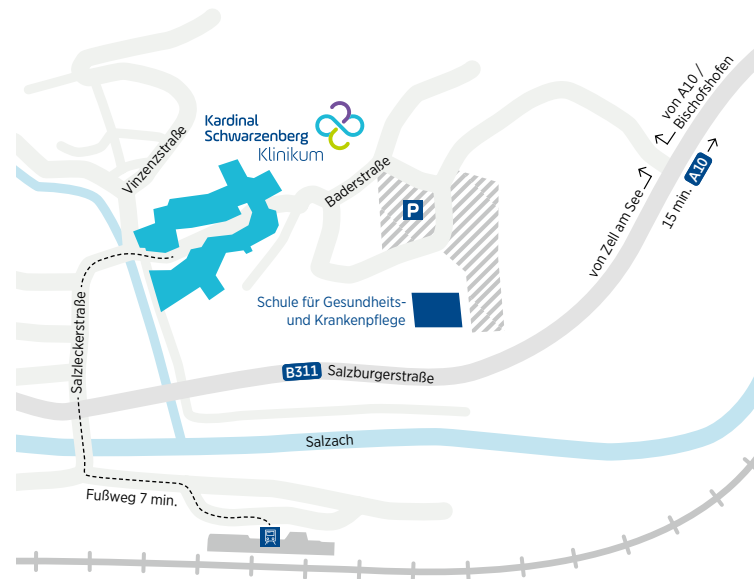 von A10 /
Bischofshofen
Kardinal
Schwarzenberg
Klinikum
Vinzenzstraße
Baderstraße
P
15 min. A10
von Zell am See
Schule für Gesundheits-
und Krankenpflege
Salzleckerstraße
B311 Salzburgerstraße
Salzach
Fußweg 7 min.